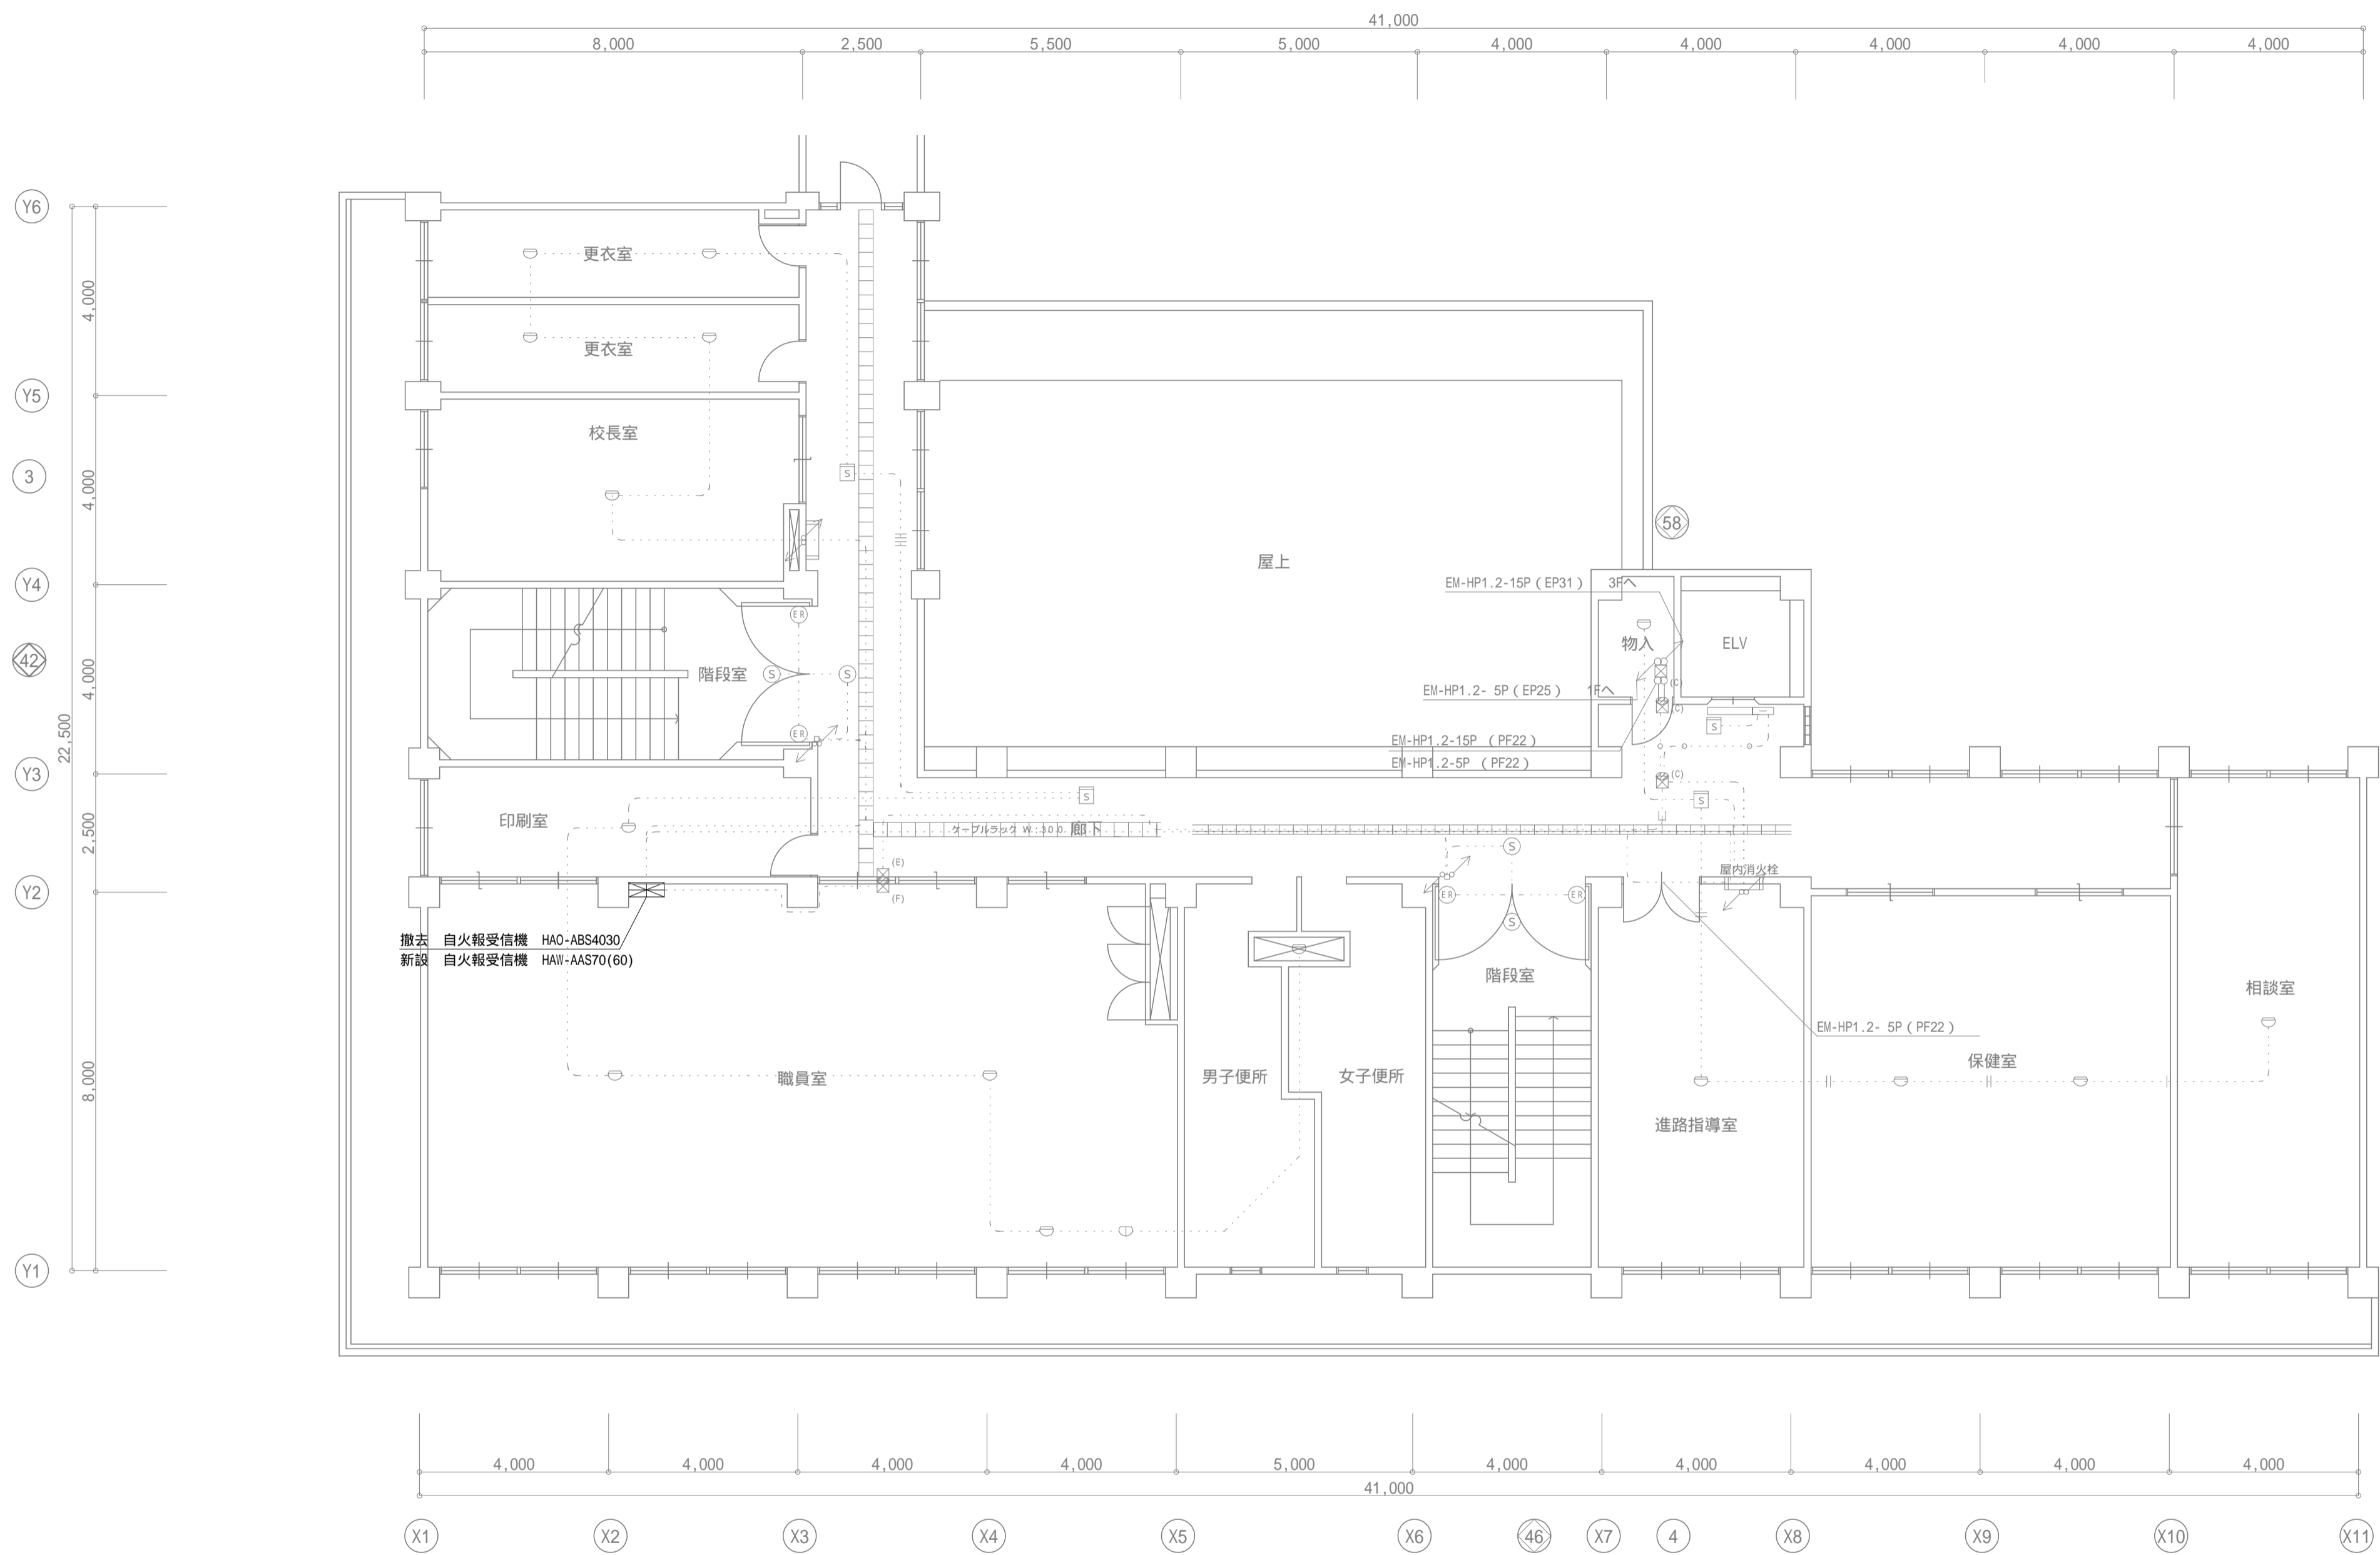 41,000
8,000 2,500 5,500 5,000 4,000 4,000 4,000 4,000 4,000
Y6
更衣室
4,000
更衣室
Y5
校長室
3
4,000
S
58
屋上
Y4
EM-HP1.2-15P（EP31） 3Fへ
ER
物入
ELV
42
階段室
S
S
4,000
(C)
EM-HP1.2- 5P（EP25） 1Fへ
(C)
22,500
ER
S
EM-HP1.2-15P （PF22）
EM-HP1.2-5P （PF22）
Y3
(C)
S
S
印刷室
2,500
ケーブルラック W:300
廊下
S
(E)
屋内消火栓
Y2
(F)
ER
ER
S
撤去 自火報受信機 HAO-ABS4030
新設 自火報受信機 HAW-AAS70(60)
階段室
相談室
EM-HP1.2- 5P（PF22）
8,000
職員室
男子便所
女子便所
保健室
進路指導室
Y1
4,000 4,000 4,000 4,000 5,000 4,000 4,000 4,000 4,000 4,000
41,000
X1 X2 X3 X4 X5 X6 46 X7 4 X8 X9 X10 X11